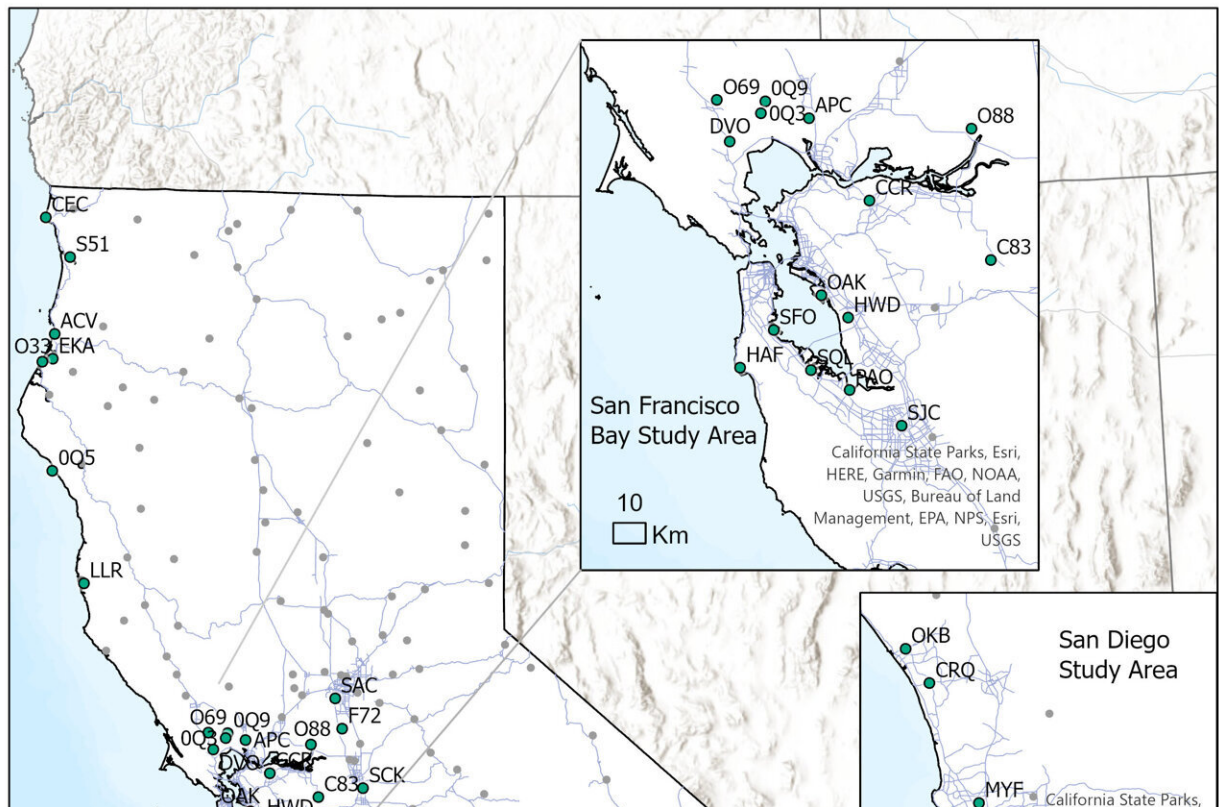 O69
0Q9
0Q3
APC
DVO
O88
CCR
C83
OAK
HWD
SFO
HAF
SQL
PAO
SJC
San Francisco
Bay Study Area
California State Parks, Esri,
HERE, Garmin, FAO, NOAA,
USGS, Bureau of Land
Management, EPA, NPS, Esri,
USGS
10
Km
CEC
S51
ACV
O33
EKA
0Q5
LLR
SAC
F72
O69
0Q9
0Q3
APC
O88
DVO
CCR
SCK
C83
OAK
HWD
San Diego
Study Area
OKB
CRQ
MYF
California State Parks,